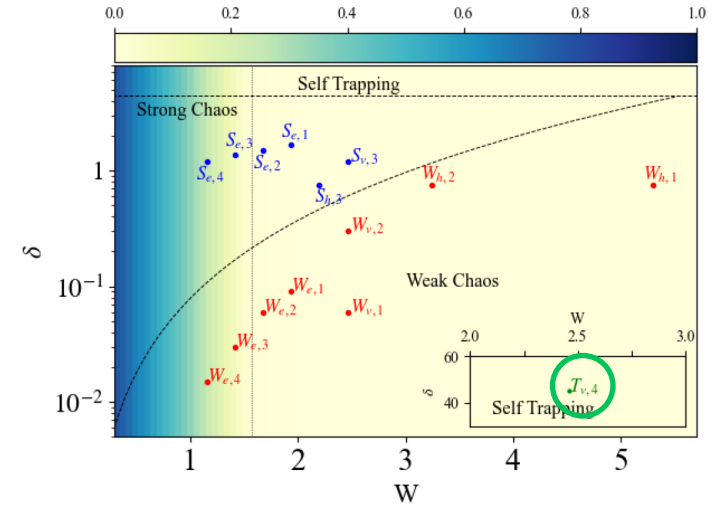 0.0 0.2 0.4 0.6 0.8 1.0
Self Trapping
Strong Chaos
S_{e,1}
S_{e,3}
S_{e,2}
S_{v,3}
S_{e,4}
S_{h,3}
W_{h,2}
W_{h,1}
W_{v,2}
Weak Chaos
W_{e,1}
W_{e,2}
W_{v,1}
W_{e,3}
W_{e,4}
1
10^{-1}
10^{-2}
δ
W
2.0 2.5 3.0
60
40
δ
T_{v,4}
Self Trapping
1 2 3 4 5
W